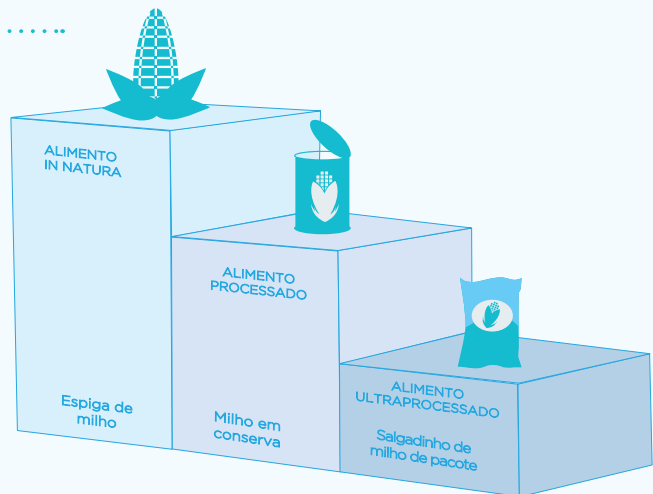 ALIMENTO
IN NATURA
Espiga de
milho
ALIMENTO
PROCESSADO
Milho em
conserva
ALIMENTO
ULTRAPROCESSADO
Salgadinho de
milho de pacote